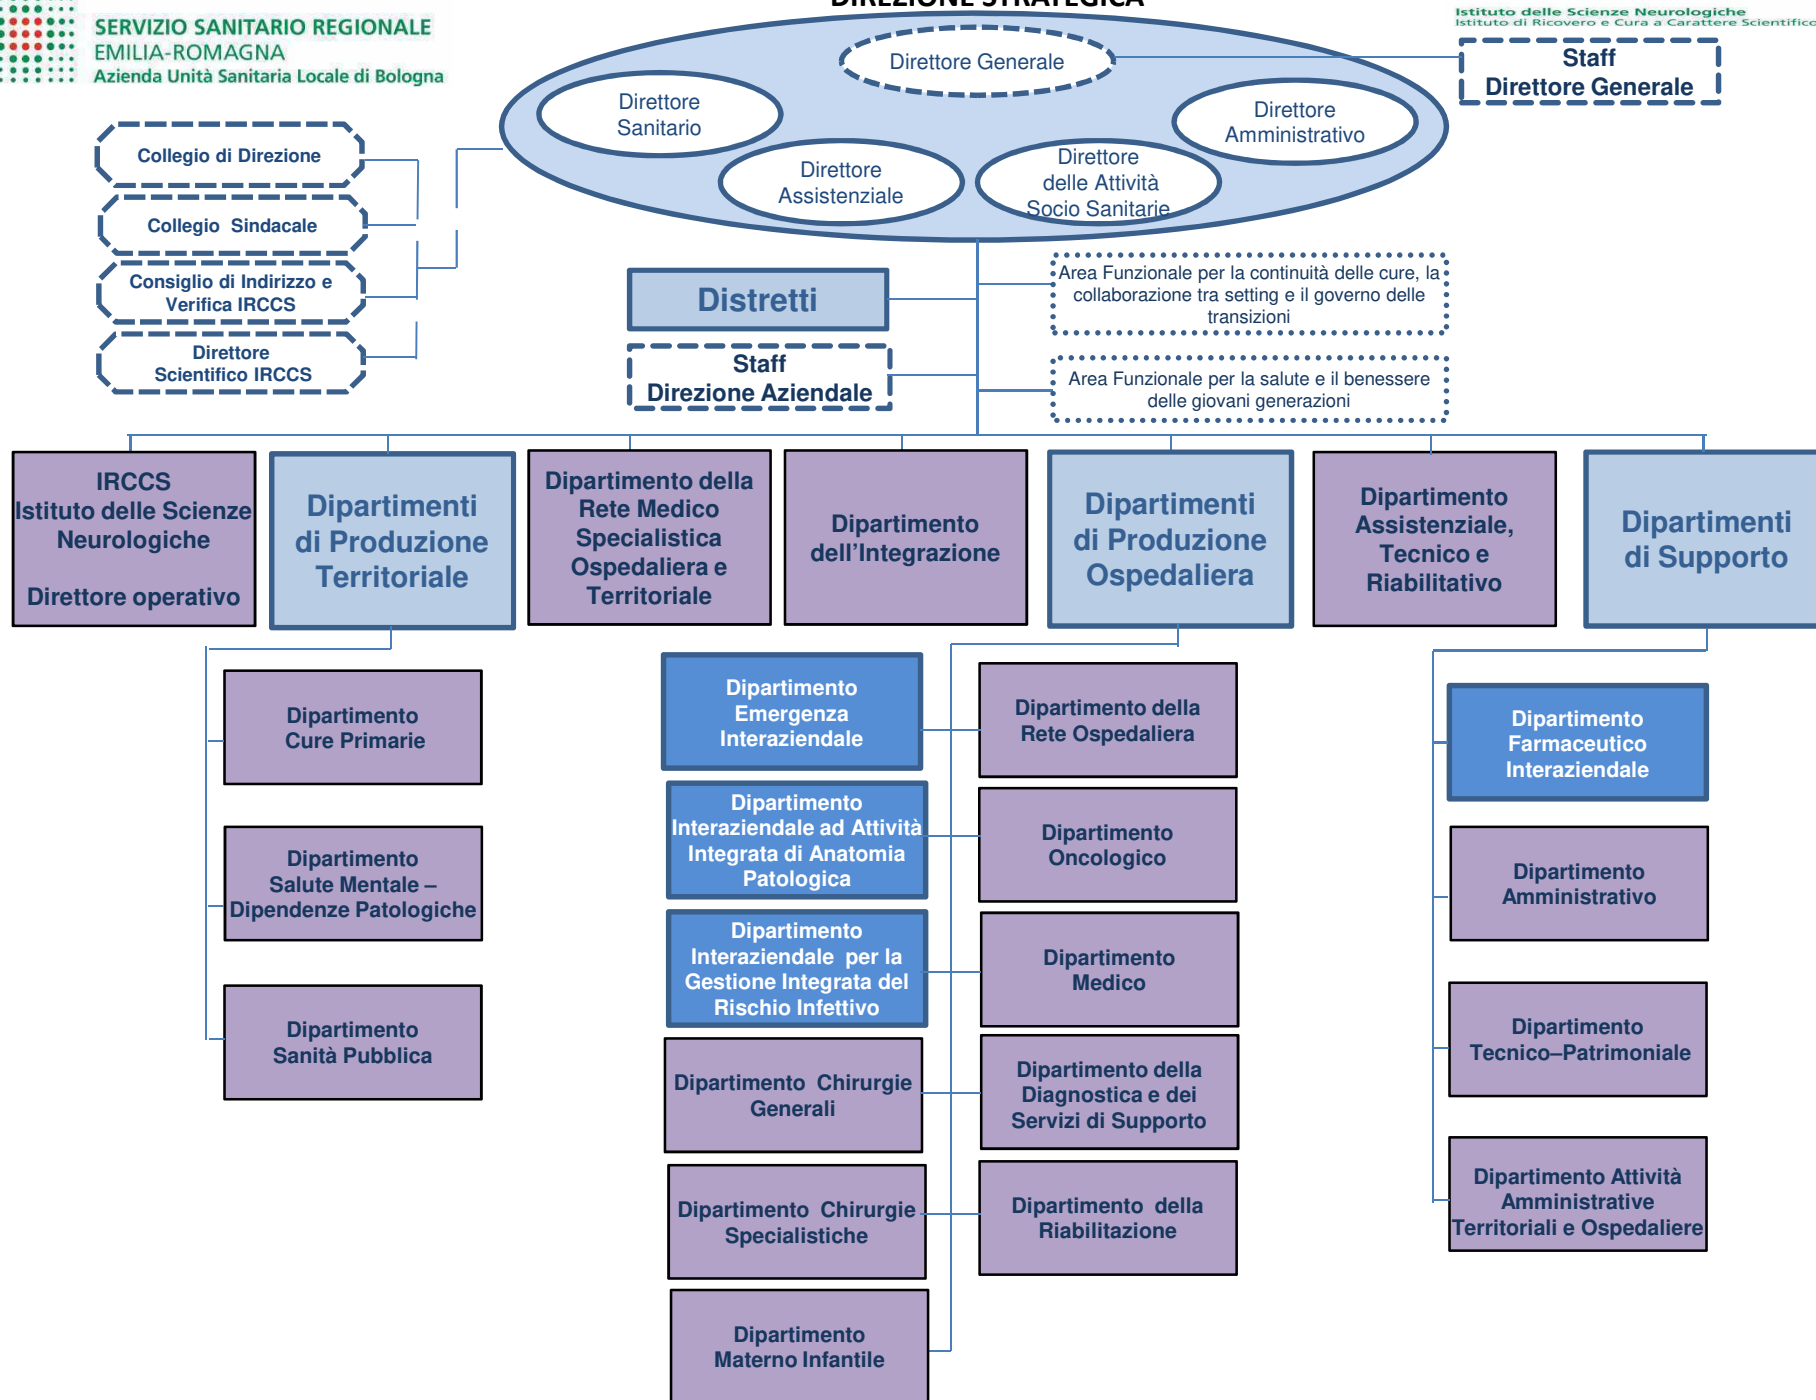 DIREZIONE STRATEGICA
SERVIZIO SANITARIO REGIONALE
EMILIA-ROMAGNA
Azienda Unità Sanitaria Locale di Bologna
Istituto delle Scienze Neurologiche
Istituto di Ricovero e Cura a Carattere Scientifico
Direttore Generale
Staff
Direttore Generale
Direttore
Sanitario
Direttore
Amministrativo
Direttore
Assistenziale
Direttore
delle Attività
Socio Sanitarie
Collegio di Direzione
Collegio Sindacale
Consiglio di Indirizzo e
Verifica IRCCS
Direttore
Scientifico IRCCS
Distretti
Staff
Direzione Aziendale
Area Funzionale per la continuità delle cure, la
collaborazione tra setting e il governo delle
transizioni
Area Funzionale per la salute e il benessere
delle giovani generazioni
IRCCS
Istituto delle Scienze
Neurologiche
Direttore operativo
Dipartimenti
di Produzione
Territoriale
Dipartimento della
Rete Medico
Specialistica
Ospedaliera e
Territoriale
Dipartimento
dell’Integrazione
Dipartimenti
di Produzione
Ospedaliera
Dipartimento
Assistenziale,
Tecnico e
Riabilitativo
Dipartimenti
di Supporto
Dipartimento
Cure Primarie
Dipartimento
Salute Mentale –
Dipendenze Patologiche
Dipartimento
Sanità Pubblica
Dipartimento
Emergenza
Interaziendale
Dipartimento
Interaziendale ad Attività
Integrata di Anatomia
Patologica
Dipartimento
Interaziendale per la
Gestione Integrata del
Rischio Infettivo
Dipartimento Chirurgie
Generali
Dipartimento Chirurgie
Specialistiche
Dipartimento
Materno Infantile
Dipartimento della
Rete Ospedaliera
Dipartimento
Oncologico
Dipartimento
Medico
Dipartimento della
Diagnostica e dei
Servizi di Supporto
Dipartimento della
Riabilitazione
Dipartimento
Farmaceutico
Interaziendale
Dipartimento
Amministrativo
Dipartimento
Tecnico–Patrimoniale
Dipartimento Attività
Amministrative
Territoriali e Ospedaliere